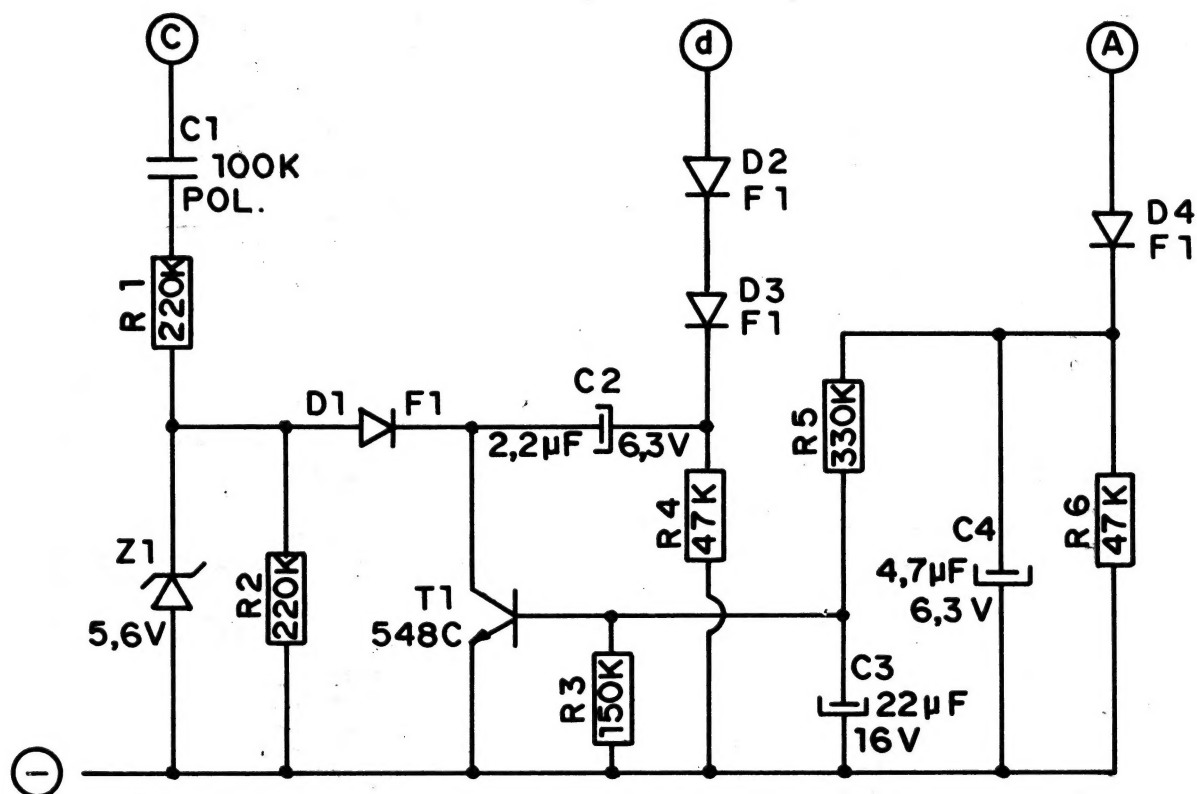 C
d
A
C1
100K
POL.
D2
F1
D4
F1
R1
220K
D3
F1
D1
F1
C2
2,2µF
6,3V
R5
330K
R4
47K
R6
47K
Z1
5,6V
R2
220K
T1
548C
C4
4,7µF
6,3V
R3
150K
C3
22µF
16V
–